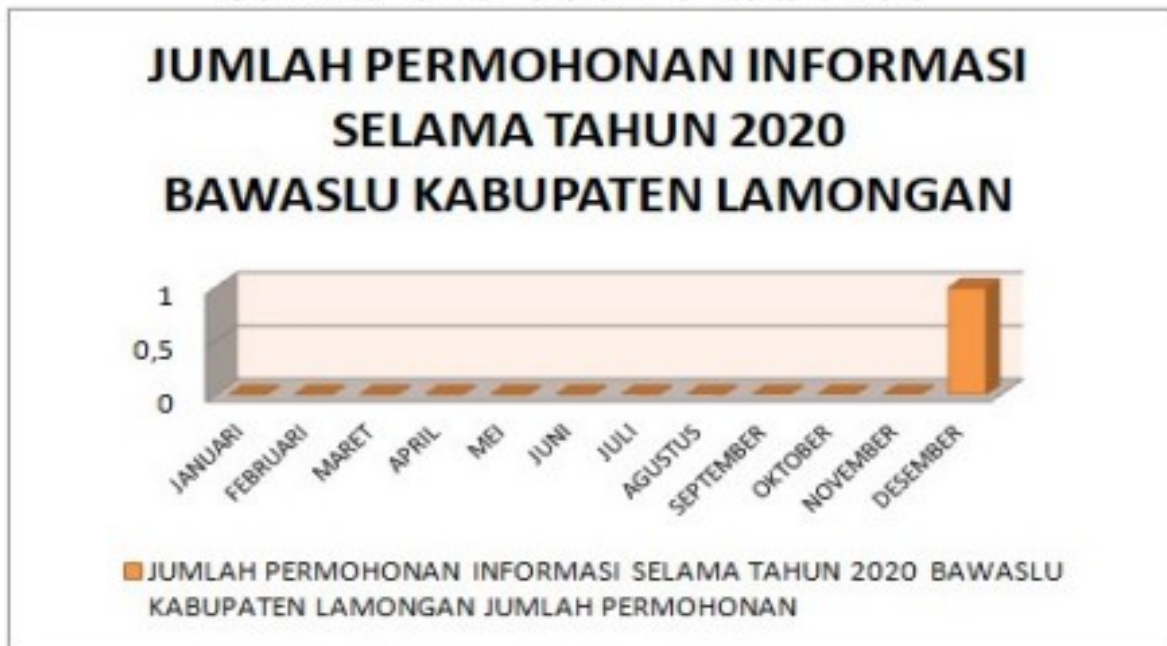 JUMLAH PERMOHONAN INFORMASI
SELAMA TAHUN 2020
BAWASLU KABUPATEN LAMONGAN
1
0,5
0
JANUARI
FEBRUARI
MARET
APRIL
MEI
JUNI
JULI
AGUSTUS
SEPTEMBER
OKTOBER
NOVEMBER
DESEMBER
JUMLAH PERMOHONAN INFORMASI SELAMA TAHUN 2020 BAWASLU
KABUPATEN LAMONGAN JUMLAH PERMOHONAN